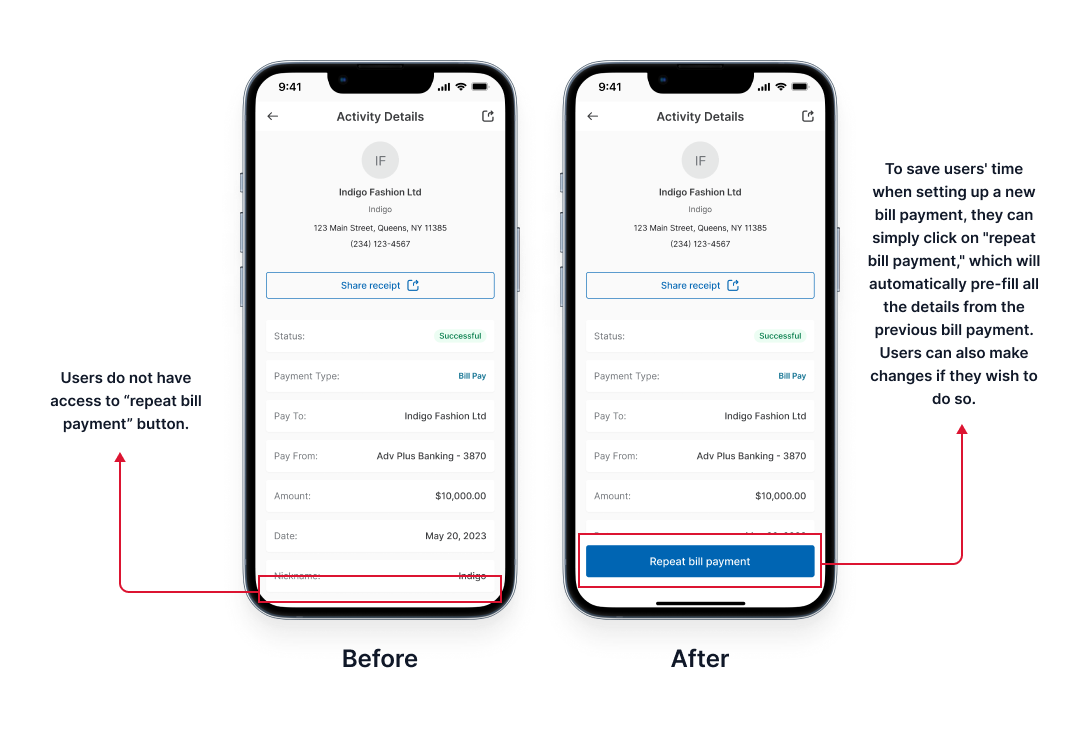 9:41
Activity Details
IF
Indigo Fashion Ltd
Indigo
123 Main Street, Queens, NY 11385
(234) 123-4567
Share receipt
Status: Successful
Payment Type: Bill Pay
Pay To: Indigo Fashion Ltd
Pay From: Adv Plus Banking - 3870
Amount: $10,000.00
Date: May 20, 2023
Nickname: Indigo
Users do not have
access to “repeat bill
payment” button.
Before
9:41
Activity Details
IF
Indigo Fashion Ltd
Indigo
123 Main Street, Queens, NY 11385
(234) 123-4567
Share receipt
Status: Successful
Payment Type: Bill Pay
Pay To: Indigo Fashion Ltd
Pay From: Adv Plus Banking - 3870
Amount: $10,000.00
Repeat bill payment
To save users' time
when setting up a new
bill payment, they can
simply click on "repeat
bill payment," which will
automatically pre-fill all
the details from the
previous bill payment.
Users can also make
changes if they wish to
do so.
After